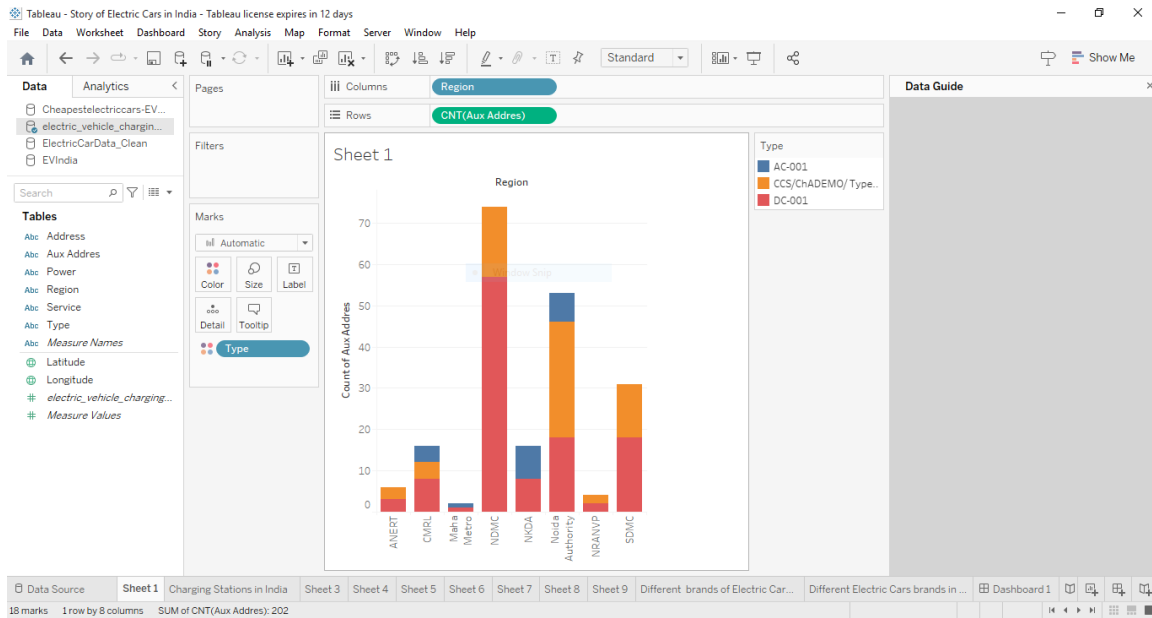 Tableau - Story of Electric Cars in India - Tableau license expires in 12 days
File Data Worksheet Dashboard Story Analysis Map Format Server Window Help
Standard
Show Me
Data Analytics
Cheapestelectriccars-EV...
electric_vehicle_chargin...
ElectricCarData_Clean
EVIndia
Search
Tables
Abc Address
Abc Aux Addres
Abc Power
Abc Region
Abc Service
Abc Type
Abc Measure Names
Latitude
Longitude
# electric_vehicle_charging...
# Measure Values
Pages
Filters
Marks
Automatic
Color Size Label
Detail Tooltip
Type
Columns Region
Rows CNT(Aux Addres)
Sheet 1
Region
Window Snip
Count of Aux Addres
70
60
50
40
30
20
10
0
ANERT
CMRL
Maha
Metro
NDMC
NKDA
Noida
Authority
NRANVP
SDMC
Type
AC-001
CCS/ChADEMO/ Type..
DC-001
Data Guide
Data Source Sheet 1 Charging Stations in India Sheet 3 Sheet 4 Sheet 5 Sheet 6 Sheet 7 Sheet 8 Sheet 9 Different brands of Electric Car... Different Electric Cars brands in ... Dashboard 1
18 marks 1 row by 8 columns SUM of CNT(Aux Addres): 202